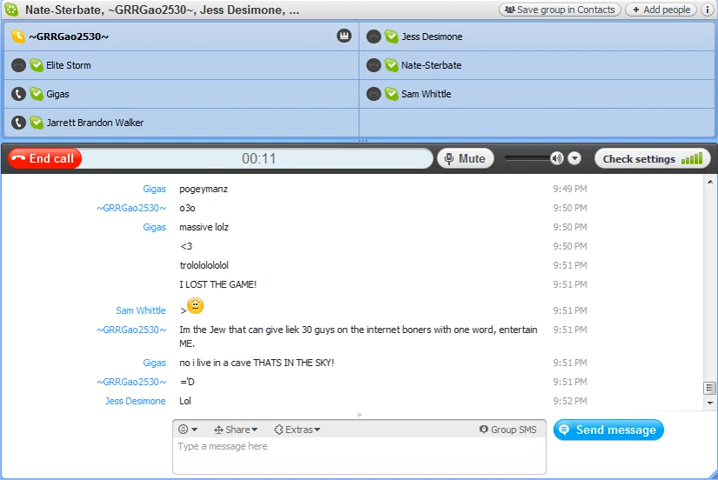 Nate-Sterbate, ~GRRGao2530~, Jess Desimone, ...
Save group in Contacts
+ Add people
~GRRGao2530~
Jess Desimone
Elite Storm
Nate-Sterbate
Gigas
Sam Whittle
Jarrett Brandon Walker
End call
00:11
Mute
Check settings
Gigas pogeymanz 9:49 PM
~GRRGao2530~ o3o 9:50 PM
Gigas massive lolz 9:50 PM
<3 9:50 PM
trolololololol 9:51 PM
I LOST THE GAME! 9:51 PM
Sam Whittle > 9:51 PM
~GRRGao2530~ Im the Jew that can give liek 30 guys on the internet boners with one word, entertain 9:51 PM
ME.
Gigas no i live in a cave THATS IN THE SKY! 9:51 PM
~GRRGao2530~ ='D 9:51 PM
Jess Desimone Lol 9:52 PM
Share
Extras
Group SMS
Type a message here
Send message